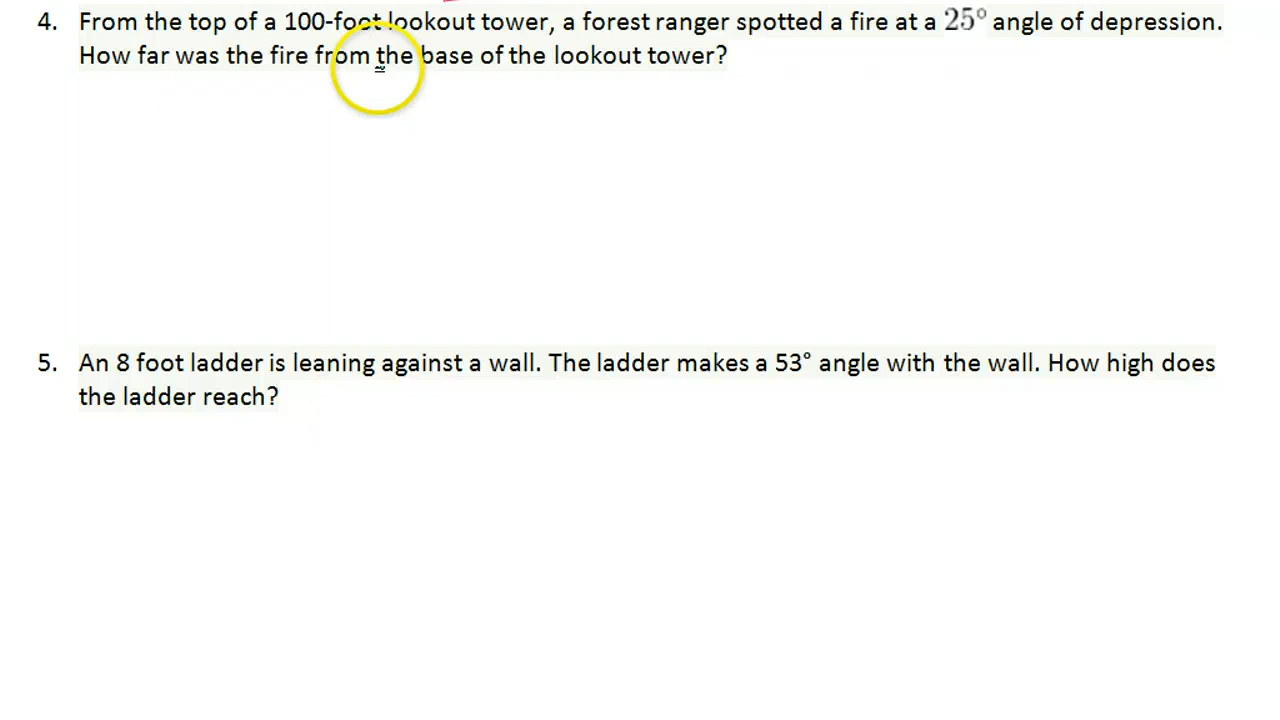 4. From the top of a 100-foot lookout tower, a forest ranger spotted a fire at a 25° angle of depression.
How far was the fire from the base of the lookout tower?
5. An 8 foot ladder is leaning against a wall. The ladder makes a 53° angle with the wall. How high does
the ladder reach?